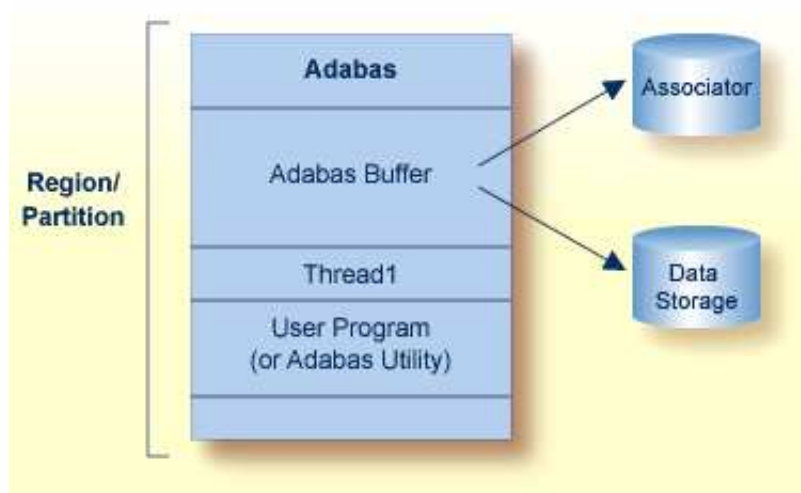 Region/
Partition
Adabas
Adabas Buffer
Thread1
User Program
(or Adabas Utility)
Associator
Data
Storage